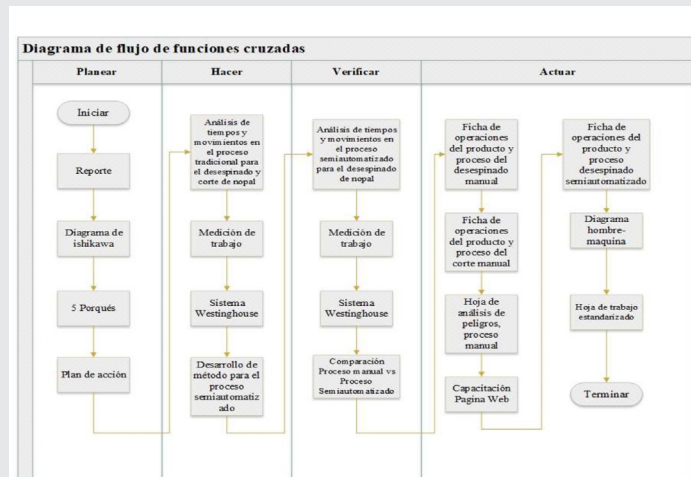 Diagrama de flujo de funciones cruzadas
Planear
Hacer
Verificar
Actuar
Iniciar
Reporte
Diagrama de
ishikawa
5 Porqués
Plan de acción
Análisis de
tiempos y
movimientos en
el proceso
tradicional para
el desespinado y
corte de nopal
Medición de
trabajo
Sistema
Westinghouse
Desarrollo de
método para el
proceso
semiautomatiz
ado
Análisis de tiempos
y movimientos en
el proceso
semiautomatizado
para el desespinado
de nopal
Medición de
trabajo
Sistema
Westinghouse
Comparación
Proceso manual vs
Proceso
Semiautomatizado
Ficha de
operaciones
del producto y
proceso del
desespinado
manual
Ficha de
operaciones
del producto y
proceso del
corte manual
Hoja de
análisis de
peligros,
proceso
manual
Capacitación
Pagina Web
Ficha de
operaciones del
producto y
proceso
desespinado
semiautomatizado
Diagrama
hombre-
maquina
Hoja de trabajo
estandarizado
Terminar